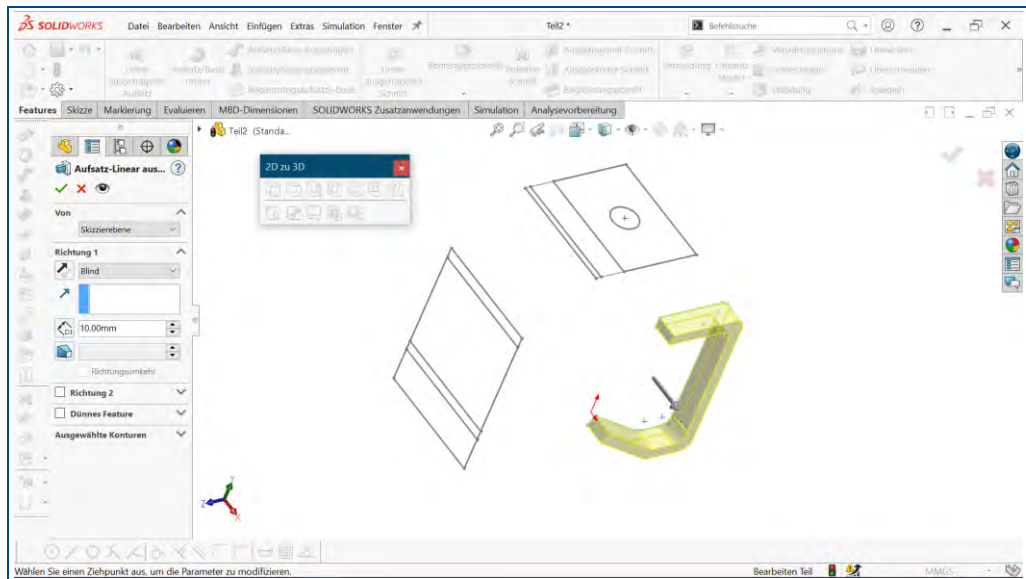 SOLIDWORKS Datei Bearbeiten Ansicht Einfügen Extras Simulation Fenster Teil2 * Befehlssuche
Features Skizze Markierung Evaluieren MBD-Dimensionen SOLIDWORKS Zusatzanwendungen Simulation Analysevorbereitung
Teil2 (Standa...
Aufsatz-Linear aus...
2D zu 3D
Von
Skizzierebene
Richtung 1
Blind
10.00mm
Richtungsumkehr
Richtung 2
Dünnes Feature
Ausgewählte Konturen
Y
Z
X
Wählen Sie einen Ziehpunkt aus, um die Parameter zu modifizieren. Bearbeiten Teil MMGS